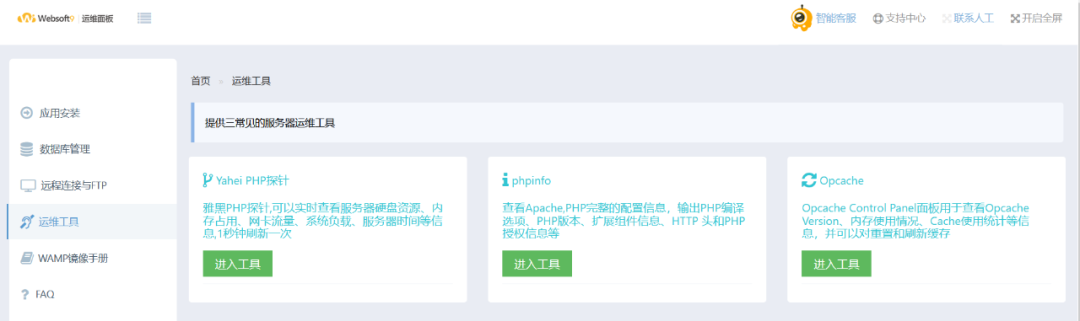 Websoft9 运维面板
智能客服
支持中心
联系人工
开启全屏
首页 » 运维工具
应用安装
数据库管理
远程连接与FTP
运维工具
WAMP镜像手册
FAQ
提供三常见的服务器运维工具
Yahei PHP探针
雅黑PHP探针,可以实时查看服务器硬盘资源、内
存占用、网卡流量、系统负载、服务器时间等信
息,1秒钟刷新一次
进入工具
phpinfo
查看Apache,PHP完整的配置信息，输出PHP编译
选项、PHP版本、扩展组件信息、HTTP 头和PHP
授权信息等
进入工具
Opcache
Opcache Control Panel面板用于查看Opcache
Version、内存使用情况、Cache使用统计等信
息，并可以对重置和刷新缓存
进入工具